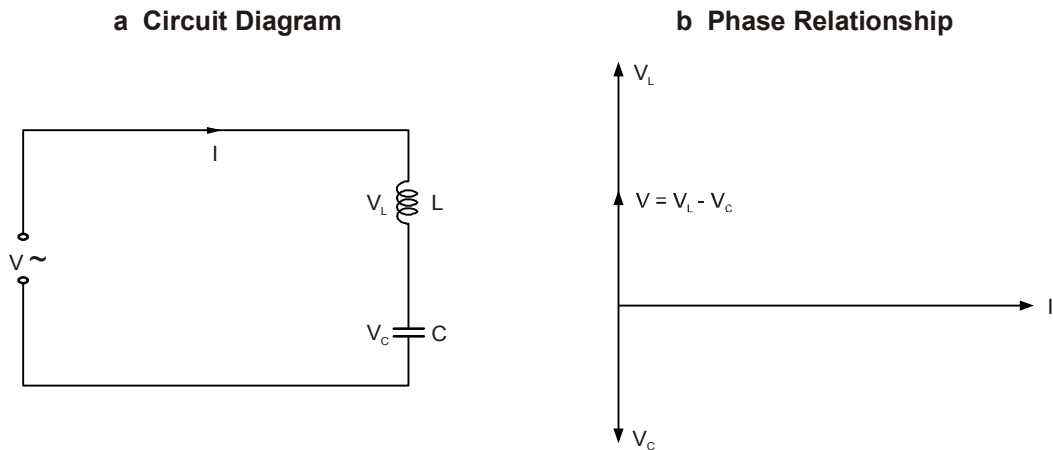 a Circuit Diagram
I
V_L L
V ~
V_C C
b Phase Relationship
V_L
V = V_L - V_C
I
V_C